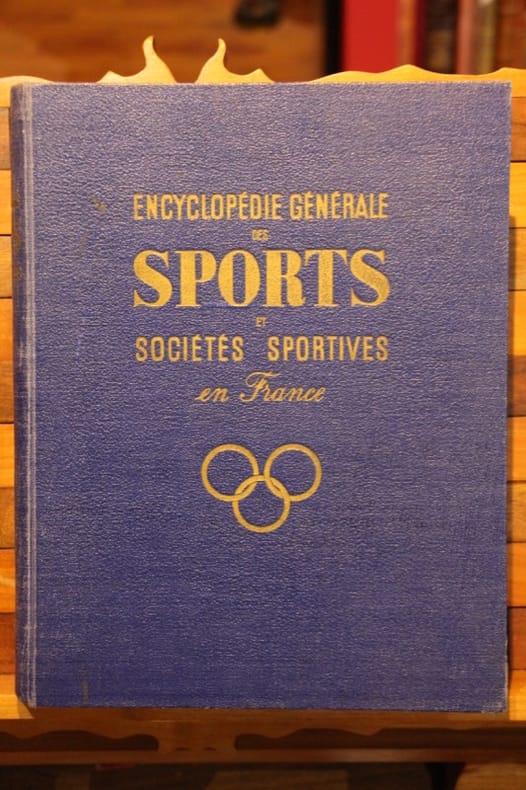 ENCYCLOPÉDIE GÉNÉRALE
DES
SPORTS
ET
SOCIÉTÉS SPORTIVES
en France